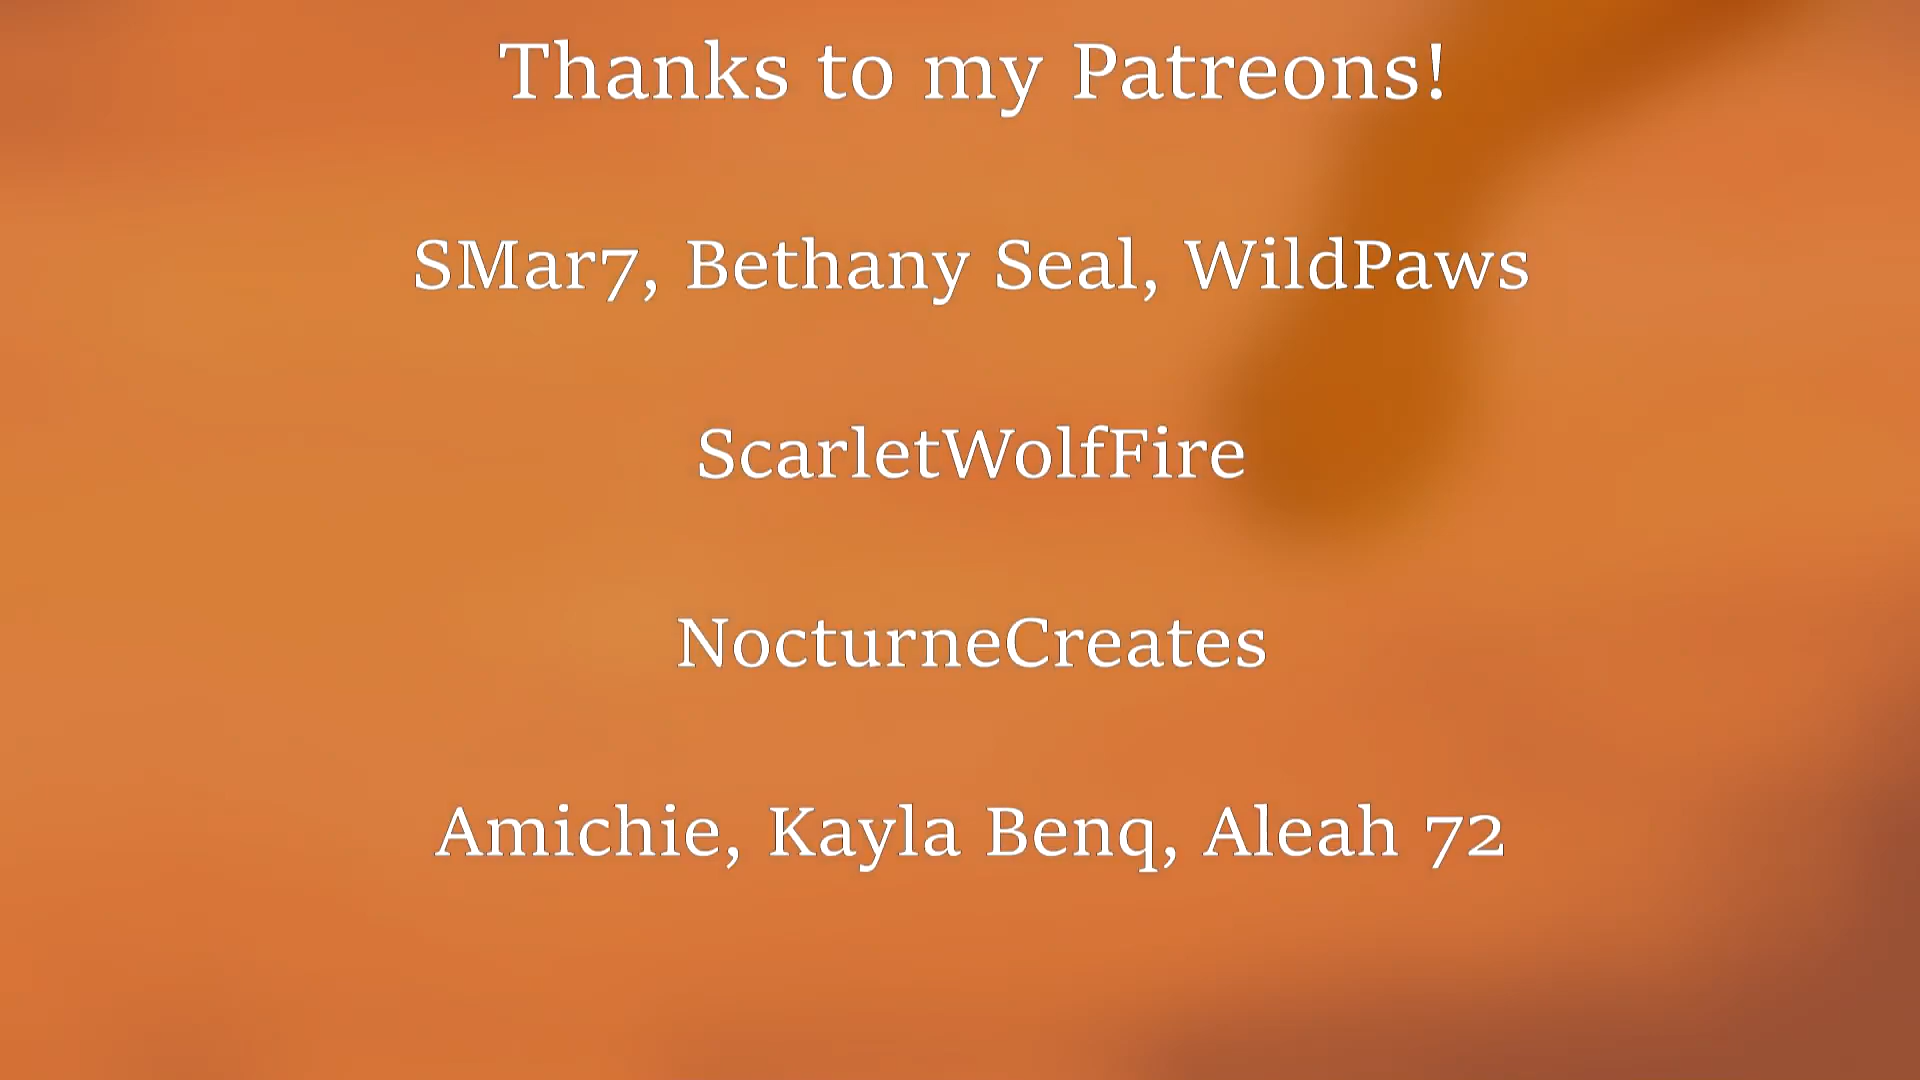 Thanks to my Patreons!
SMar7, Bethany Seal, WildPaws
ScarletWolfFire
NocturneCreates
Amichie, Kayla Benq, Aleah 72